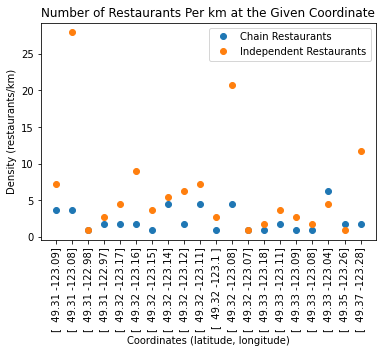 Number of Restaurants Per km at the Given Coordinate
Chain Restaurants
Independent Restaurants
Density (restaurants/km)
25
20
15
10
5
0
[ 49.31 -123.09]
[ 49.31 -123.08]
[ 49.31 -122.98]
[ 49.31 -122.97]
[ 49.32 -123.17]
[ 49.32 -123.16]
[ 49.32 -123.15]
[ 49.32 -123.14]
[ 49.32 -123.12]
[ 49.32 -123.11]
[ 49.32 -123.1 ]
[ 49.32 -123.08]
[ 49.32 -123.07]
[ 49.33 -123.18]
[ 49.33 -123.11]
[ 49.33 -123.09]
[ 49.33 -123.08]
[ 49.33 -123.04]
[ 49.35 -123.26]
[ 49.37 -123.28]
Coordinates (latitude, longitude)